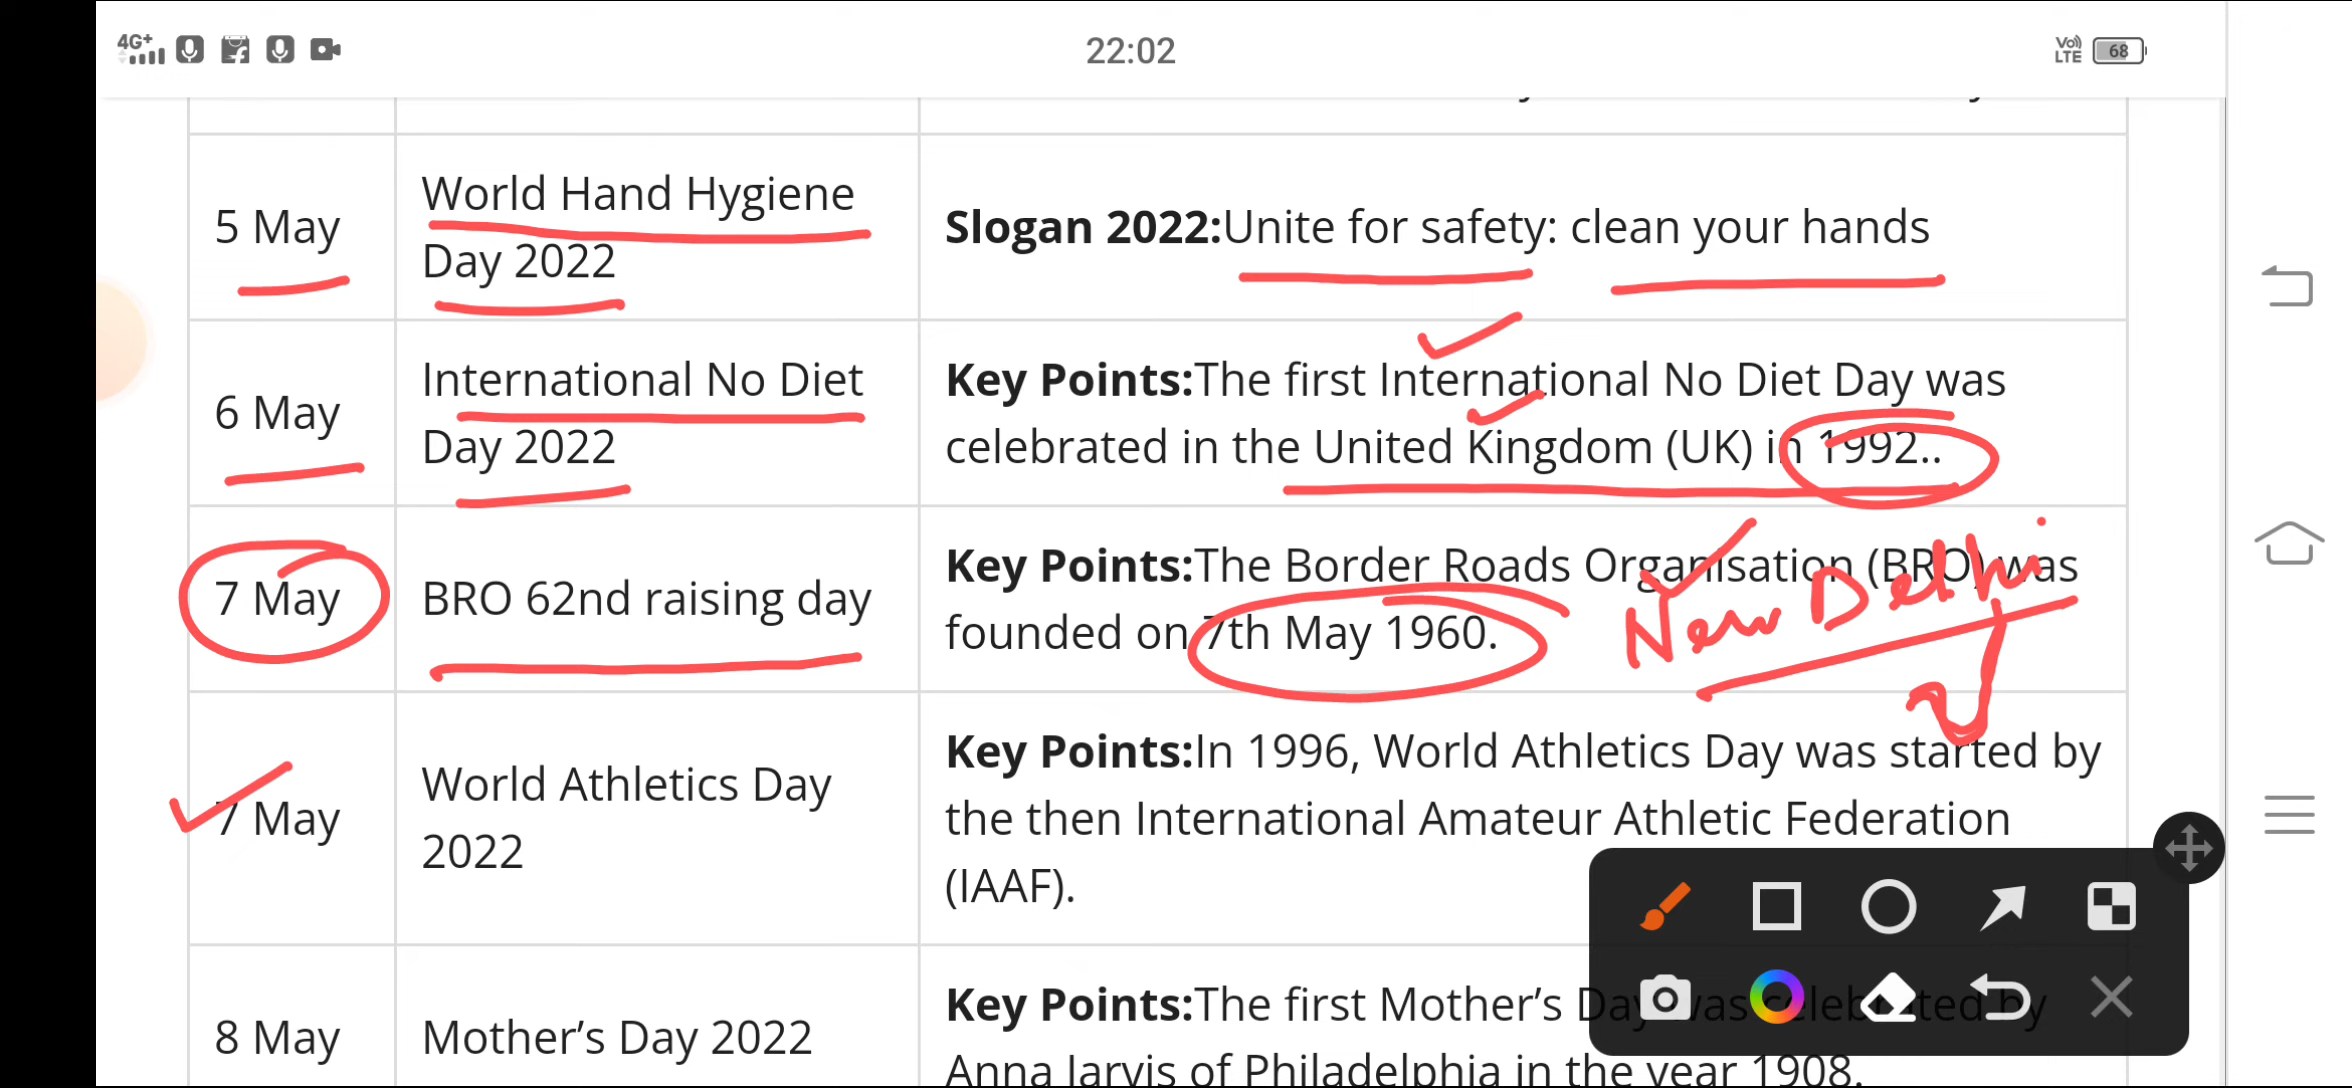 4G+
22:02
Vo)
LTE
68
5 May
World Hand Hygiene
Day 2022
Slogan 2022:Unite for safety: clean your hands
6 May
International No Diet
Day 2022
Key Points:The first International No Diet Day was
celebrated in the United Kingdom (UK) in 1992..
7 May
BRO 62nd raising day
Key Points:The Border Roads Organisation (BRO) was
founded on 7th May 1960.
New Delhi
7 May
World Athletics Day
2022
Key Points:In 1996, World Athletics Day was started by
the then International Amateur Athletic Federation
(IAAF).
8 May
Mother's Day 2022
Key Points:The first Mother's Day was celebrated by
Anna Jarvis of Philadelphia in the year 1908.